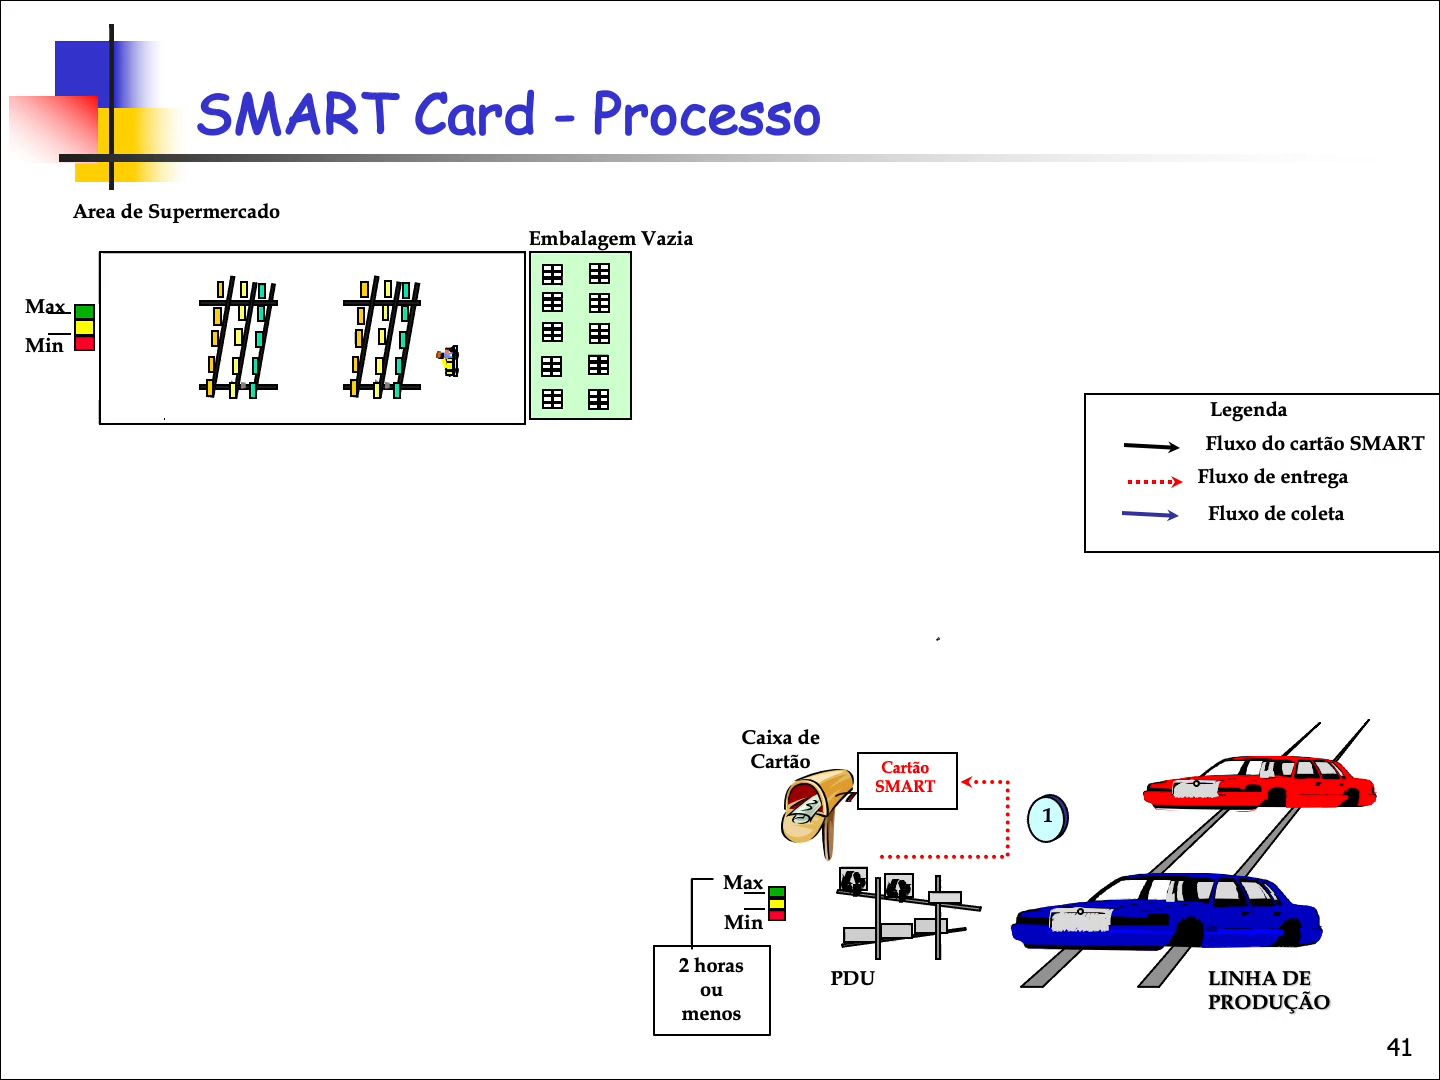 SMART Card - Processo
Area de Supermercado
Embalagem Vazia
Max
Min
Legenda
Fluxo do cartão SMART
Fluxo de entrega
Fluxo de coleta
Caixa de
Cartão
Cartão
SMART
1
Max
Min
2 horas
ou
menos
PDU
LINHA DE
PRODUÇÃO
41